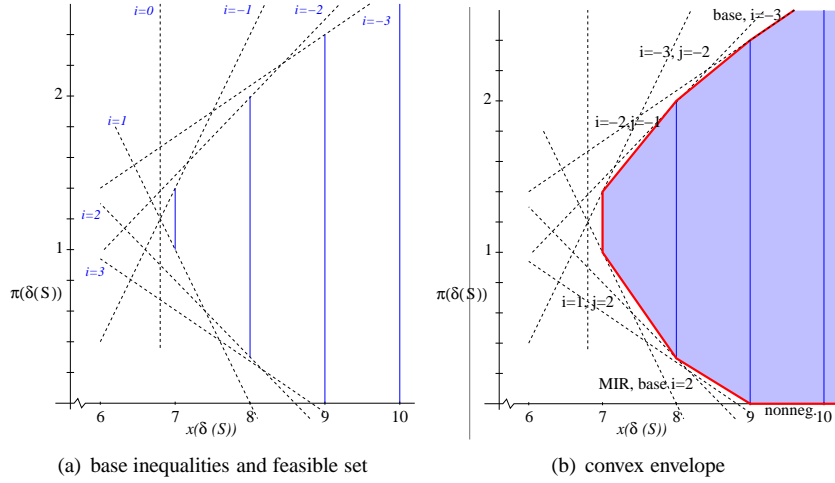 i=0
i=−1
i=−2
i=−3
2
i=1
1
i=2
i=3
π(δ(S))
6
7
8
9
10
x(δ (S))
(a) base inequalities and feasible set
base, i=−3
i=−3, j=−2
2
i=−2,j=−1
1
π(δ(S))
i=1, j=2
MIR, base i=2
nonneg.
6
7
8
9
10
x(δ (S))
(b) convex envelope